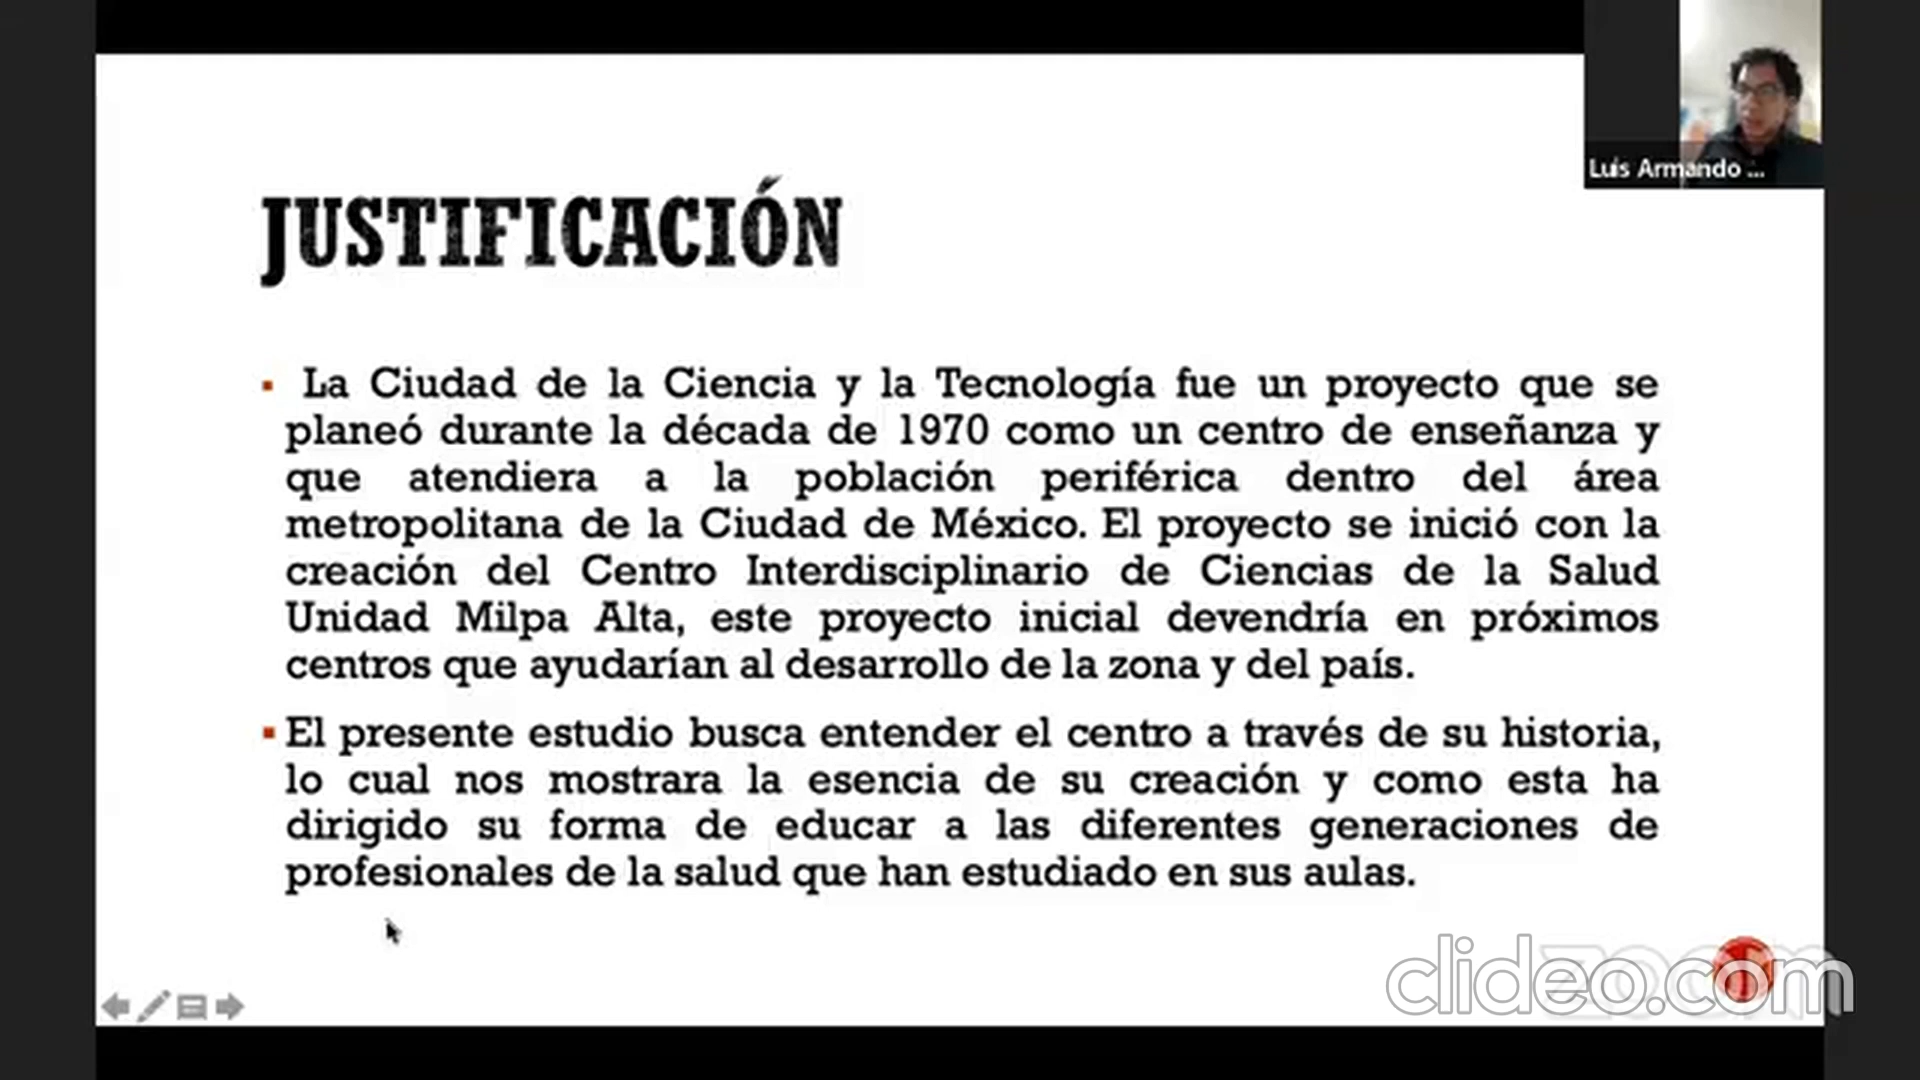 Luis Armando ...
JUSTIFICACIÓN
▪ La Ciudad de la Ciencia y la Tecnología fue un proyecto que se
planeó durante la década de 1970 como un centro de enseñanza y
que atendiera a la población periférica dentro del área
metropolitana de la Ciudad de México. El proyecto se inició con la
creación del Centro Interdisciplinario de Ciencias de la Salud
Unidad Milpa Alta, este proyecto inicial devendría en próximos
centros que ayudarían al desarrollo de la zona y del país.
▪ El presente estudio busca entender el centro a través de su historia,
lo cual nos mostrara la esencia de su creación y como esta ha
dirigido su forma de educar a las diferentes generaciones de
profesionales de la salud que han estudiado en sus aulas.
zoom
clideo.com